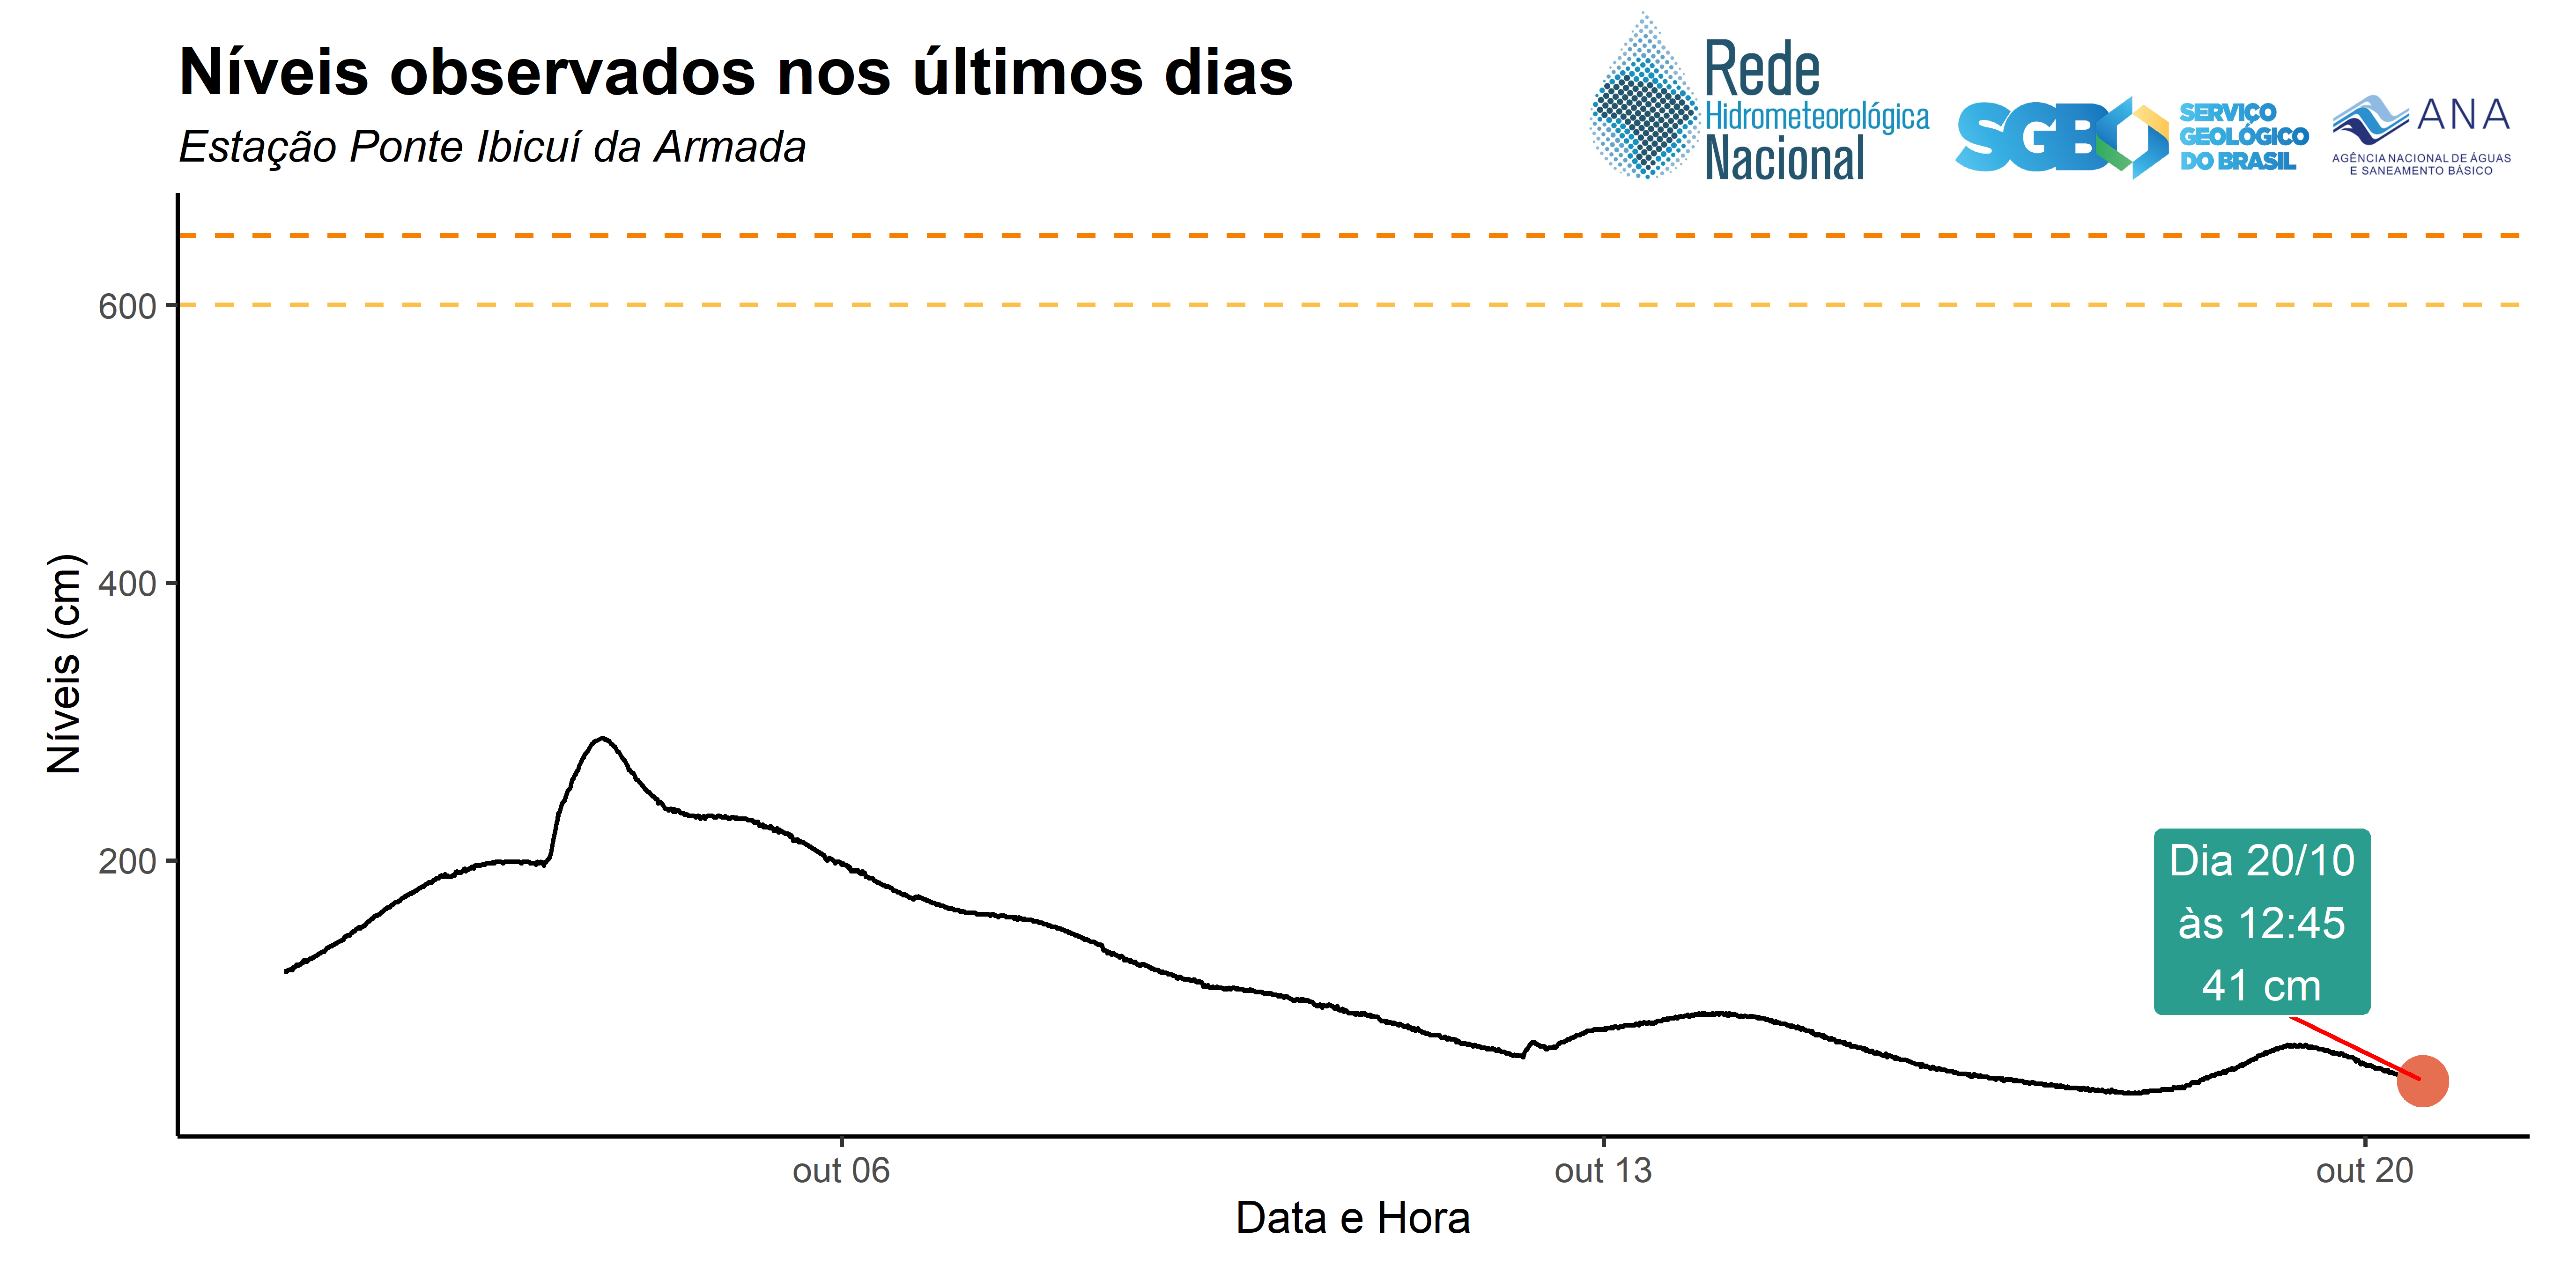 Níveis observados nos últimos dias
Estação Ponte Ibicuí da Armada
Rede
Hidrometeorológica
Nacional
SGB
SERVIÇO
GEOLÓGICO
DO BRASIL
ANA
AGÊNCIA NACIONAL DE ÁGUAS
E SANEAMENTO BÁSICO
600
400
200
Níveis (cm)
Dia 20/10
às 12:45
41 cm
out 06
out 13
out 20
Data e Hora